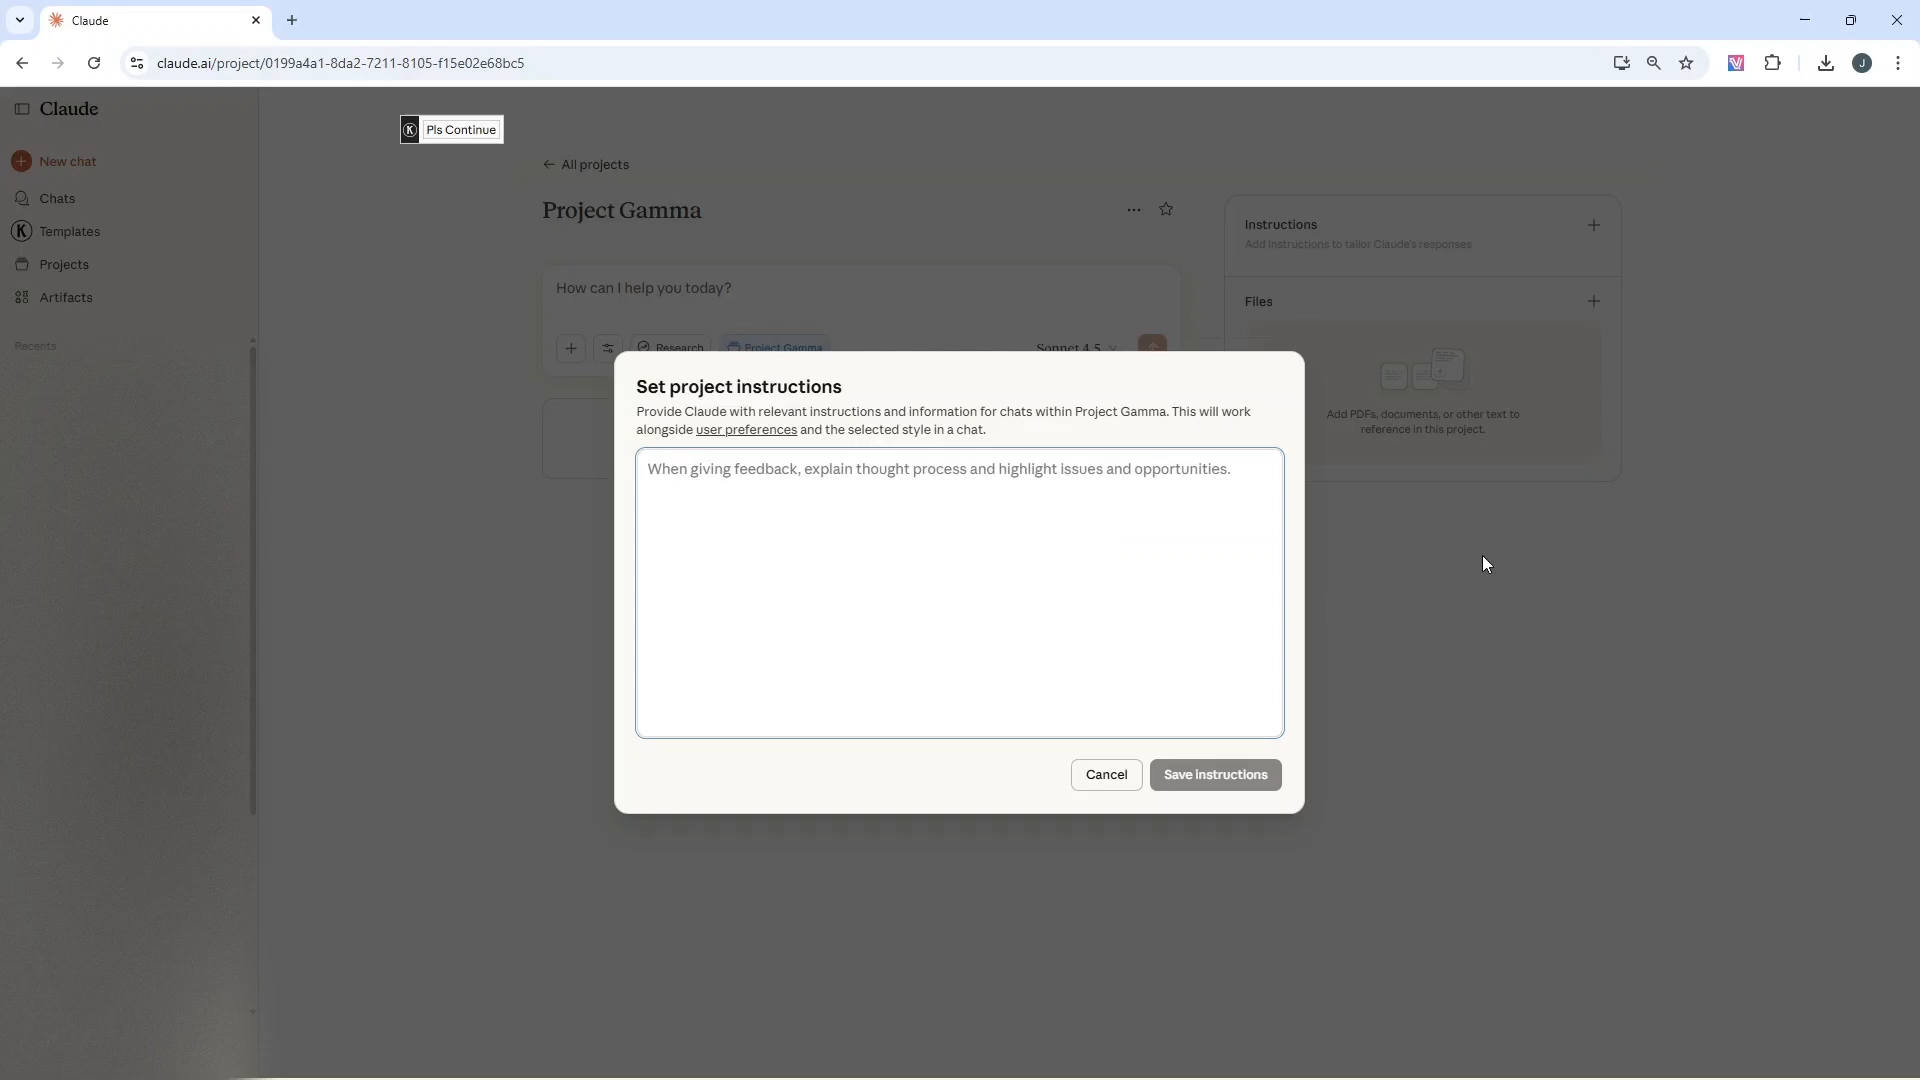 Claude
claude.ai/project/0199a4a1-8da2-7211-8105-f15e02e68bc5
J
Claude
New chat
Chats
K Templates
Projects
Artifacts
Recents
K Pls Continue
← All projects
Project Gamma
How can I help you today?
Research
Project Gamma
Sonnet 4.5
Instructions
Add instructions to tailor Claude's responses
Files
Add PDFs, documents, or other text to
reference in this project.
Set project instructions
Provide Claude with relevant instructions and information for chats within Project Gamma. This will work
alongside user preferences and the selected style in a chat.
When giving feedback, explain thought process and highlight issues and opportunities.
Cancel
Save instructions